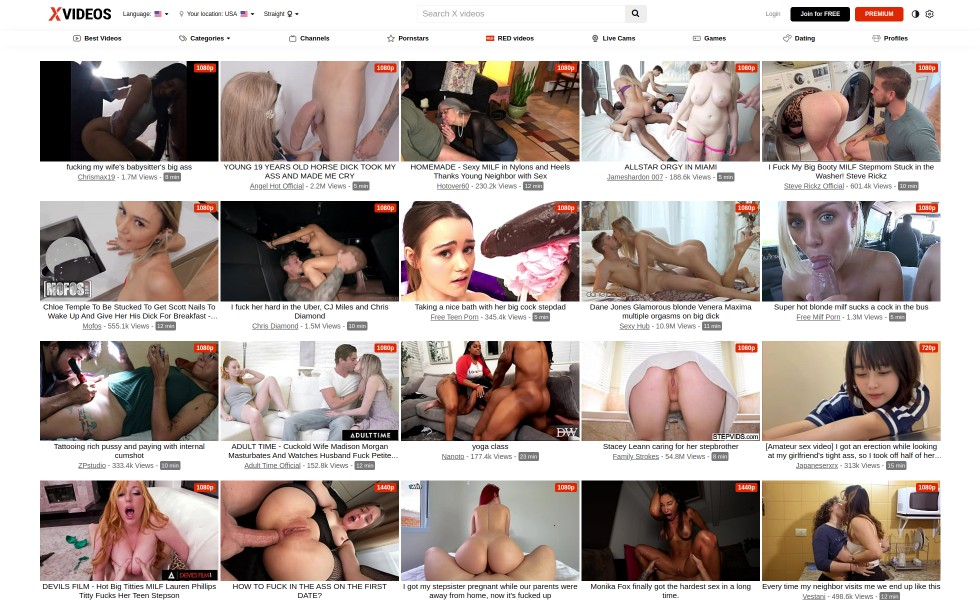 XVIDEOS
Language:
Your location: USA
Straight
Search X videos
Login
Join for FREE
PREMIUM
Best Videos
Categories
Channels
Pornstars
RED videos
Live Cams
Games
Dating
Profiles
1080p
fucking my wife's babysitter's big ass
Chrismax19 - 1.7M Views - 8 min
1080p
YOUNG 19 YEARS OLD HORSE DICK TOOK MY
ASS AND MADE ME CRY
Angel Hot Official - 2.2M Views - 5 min
1080p
HOMEMADE - Sexy MILF in Nylons and Heels
Thanks Young Neighbor with Sex
Hotover60 - 230.2k Views - 12 min
1080p
ALLSTAR ORGY IN MIAMI
Jameshardon 007 - 188.6k Views - 5 min
1080p
I Fuck My Big Booty MILF Stepmom Stuck in the
Washer! Steve Rickz
Steve Rickz Official - 601.4k Views - 10 min
1080p
MOFOS
Chloe Temple To Be Stucked To Get Scott Nails To
Wake Up And Give Her His Dick For Breakfast -...
Mofos - 555.1k Views - 12 min
1080p
I fuck her hard in the Uber, CJ Miles and Chris
Diamond
Chris Diamond - 1.5M Views - 10 min
1080p
Taking a nice bath with her big cock stepdad
Free Teen Porn - 345.4k Views - 5 min
1080p
Dane Jones Glamorous blonde Venera Maxima
multiple orgasms on big dick
Sexy Hub - 10.9M Views - 11 min
1080p
Super hot blonde milf sucks a cock in the bus
Free Milf Porn - 1.3M Views - 5 min
1080p
Tattooing rich pussy and paying with internal
cumshot
ZPstudio - 333.4k Views - 10 min
1080p
ADULT TIME
ADULT TIME - Cuckold Wife Madison Morgan
Masturbates And Watches Husband Fuck Petite...
Adult Time Official - 152.8k Views - 12 min
1080p
DW
yoga class
Nanoto - 177.4k Views - 23 min
1080p
STEPVIDS.com
Stacey Leann caring for her stepbrother
Family Strokes - 54.8M Views - 8 min
720p
[Amateur sex video] I got an erection while looking
at my girlfriend's tight ass, so I took off half of her...
Japaneserxrx - 313k Views - 15 min
1080p
DEVILS FILM
DEVILS FILM - Hot Big Titties MILF Lauren Phillips
Titty Fucks Her Teen Stepson
1440p
HOW TO FUCK IN THE ASS ON THE FIRST
DATE?
1080p
I got my stepsister pregnant while our parents were
away from home, now it's fucked up
1440p
Monika Fox finally got the hardest sex in a long
time.
1080p
Every time my neighbor visits me we end up like this
Vestani - 498.6k Views - 12 min